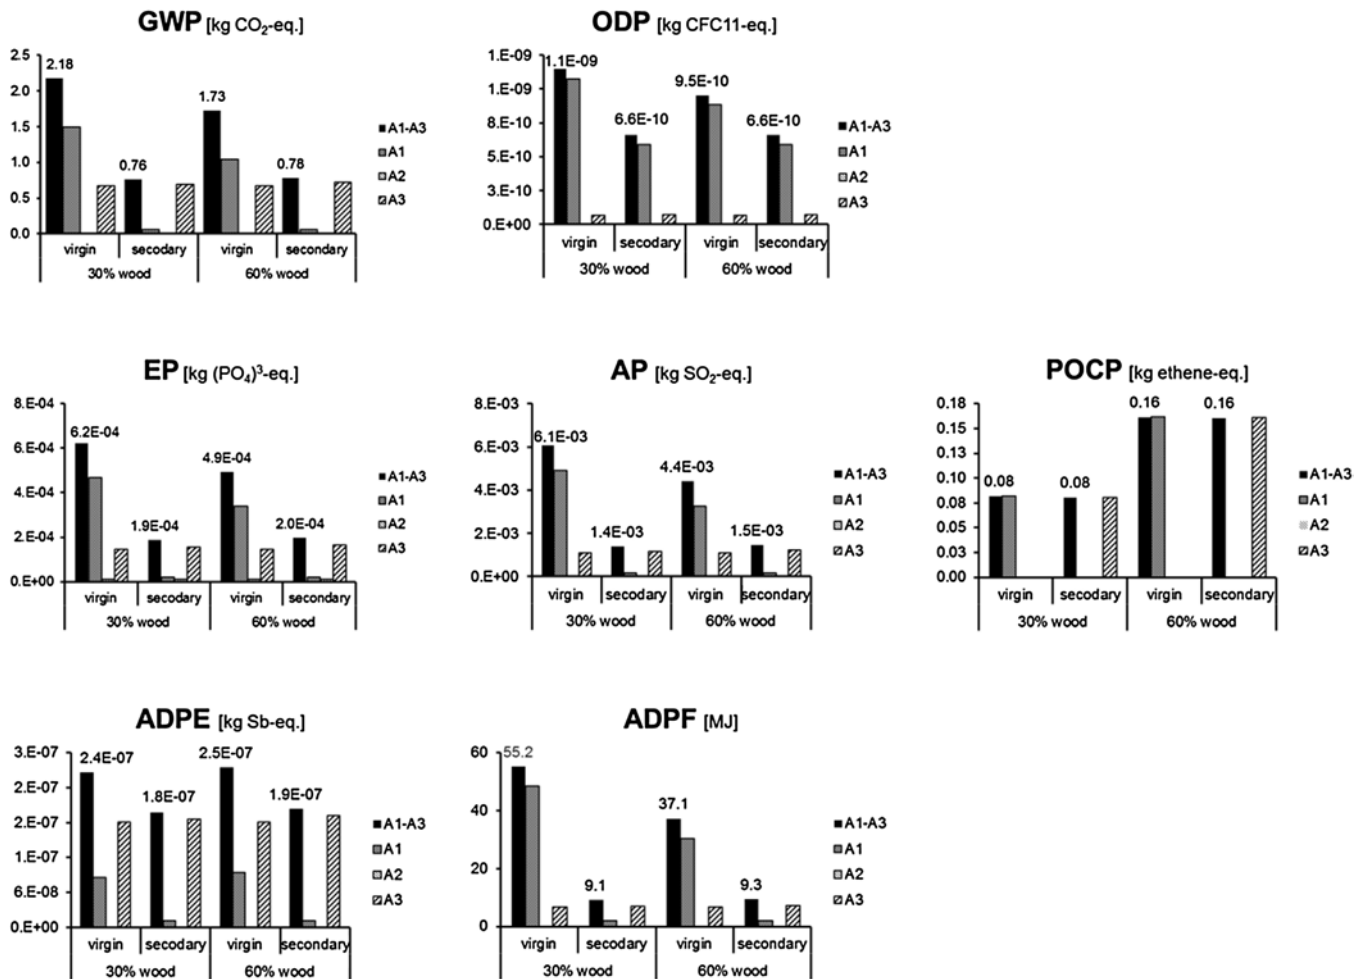 GWP [kg CO₂-eq.]
2.5
2.0
1.5
1.0
0.5
0.0
2.18
0.76
1.73
0.78
virgin secodary virgin secondary
30% wood 60% wood
A1-A3
A1
A2
A3
ODP [kg CFC11-eq.]
1.E-09
1.E-09
8.E-10
5.E-10
3.E-10
0.E+00
1.1E-09
6.6E-10
9.5E-10
6.6E-10
virgin secodary virgin secondary
30% wood 60% wood
A1-A3
A1
A2
A3
EP [kg (PO₄)³-eq.]
8.E-04
6.E-04
4.E-04
2.E-04
0.E+00
6.2E-04
1.9E-04
4.9E-04
2.0E-04
virgin secodary virgin secondary
30% wood 60% wood
A1-A3
A1
A2
A3
AP [kg SO₂-eq.]
8.E-03
6.E-03
4.E-03
2.E-03
0.E+00
6.1E-03
1.4E-03
4.4E-03
1.5E-03
virgin secodary virgin secondary
30% wood 60% wood
A1-A3
A1
A2
A3
POCP [kg ethene-eq.]
0.18
0.15
0.13
0.10
0.08
0.05
0.03
0.00
0.08
0.08
0.16
0.16
virgin secodary virgin secondary
30% wood 60% wood
A1-A3
A1
A2
A3
ADPE [kg Sb-eq.]
3.E-07
2.E-07
2.E-07
1.E-07
6.E-08
0.E+00
2.4E-07
1.8E-07
2.5E-07
1.9E-07
virgin secodary virgin secondary
30% wood 60% wood
A1-A3
A1
A2
A3
ADPF [MJ]
60
40
20
0
55.2
9.1
37.1
9.3
virgin secodary virgin secondary
30% wood 60% wood
A1-A3
A1
A2
A3